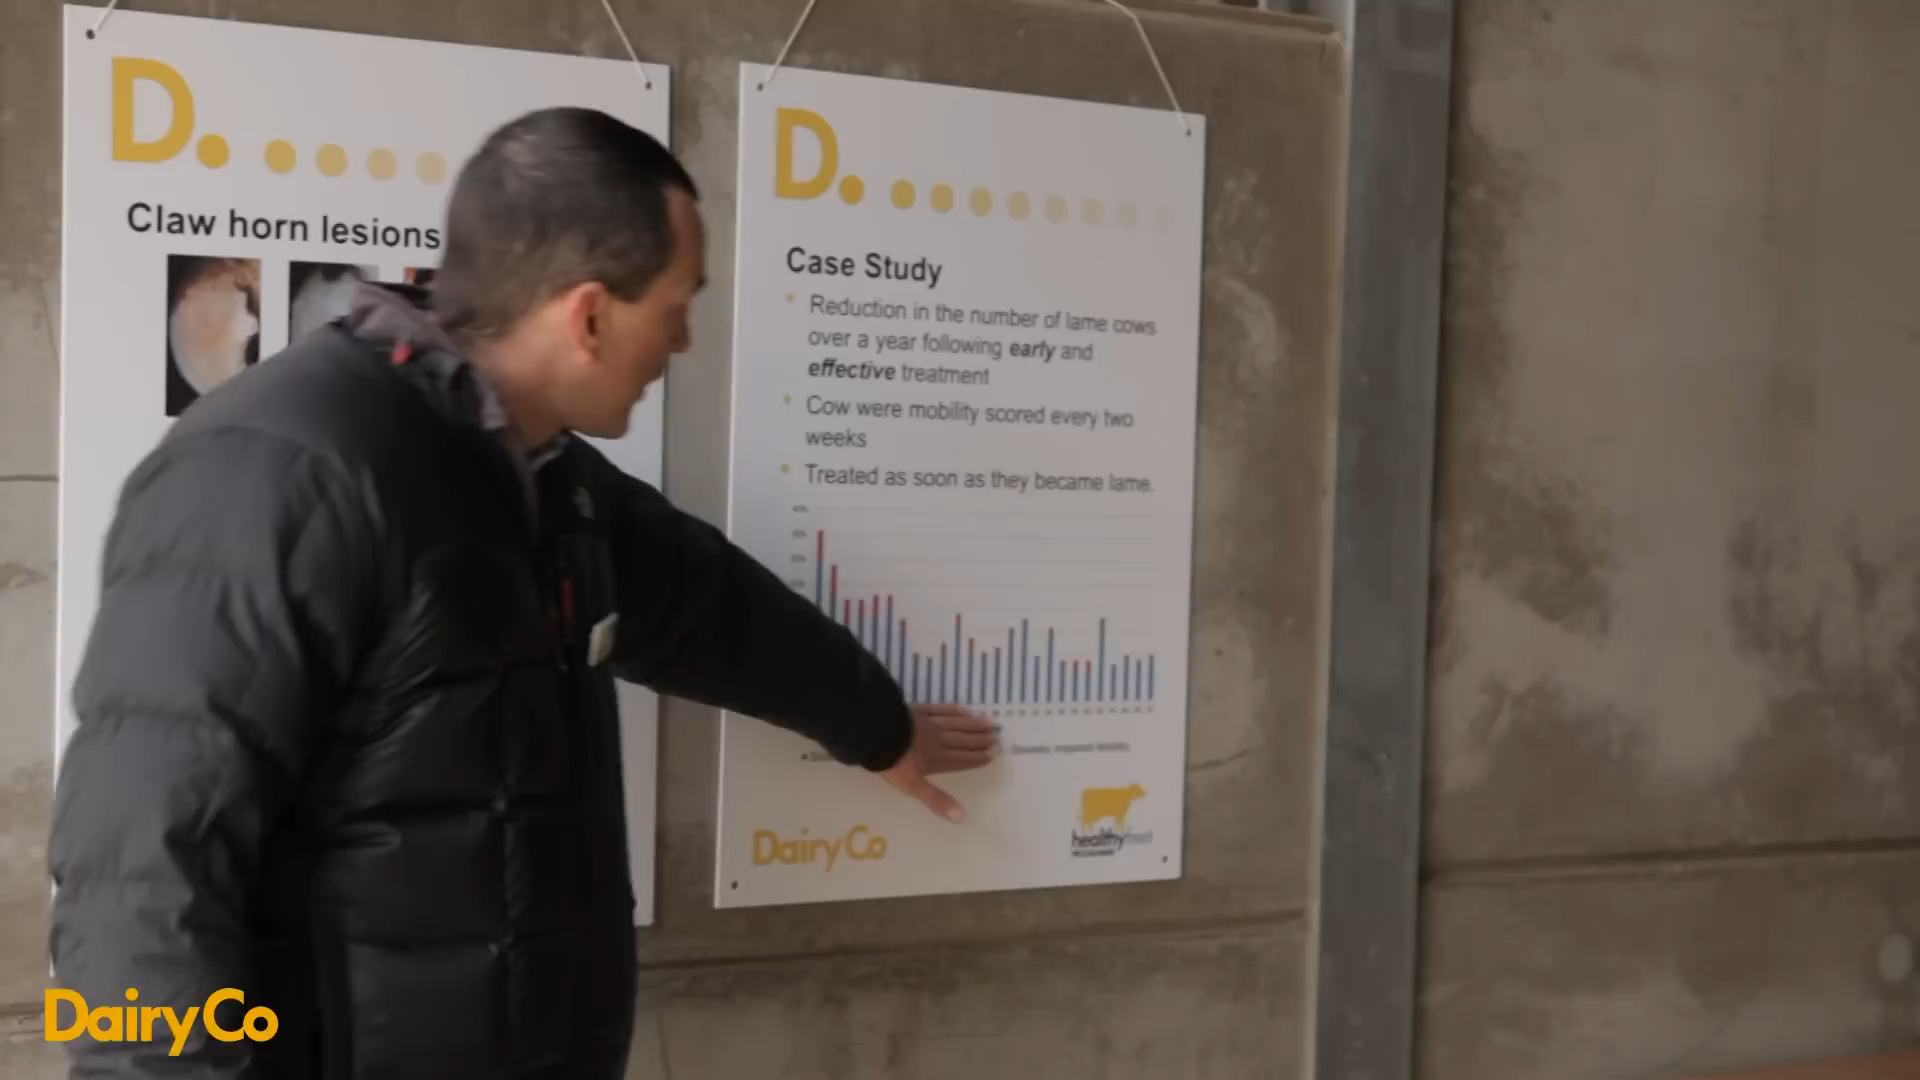 D.
Claw horn lesions
D.
Case Study
Reduction in the number of lame cows
over a year following early and
effective treatment
Cow were mobility scored every two
weeks
Treated as soon as they became lame.
DairyCo
healthyfeet
DairyCo